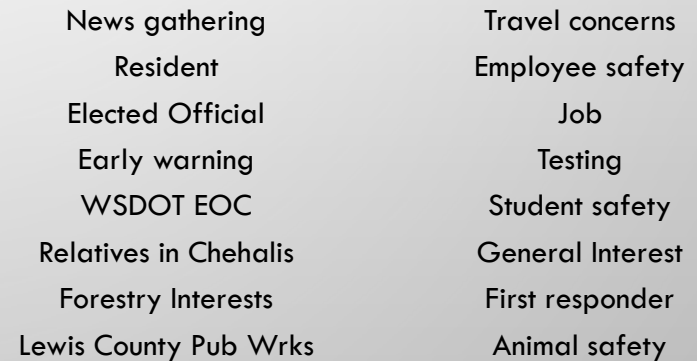 News gathering
Resident
Elected Official
Early warning
WSDOT EOC
Relatives in Chehalis
Forestry Interests
Lewis County Pub Wrks
Travel concerns
Employee safety
Job
Testing
Student safety
General Interest
First responder
Animal safety